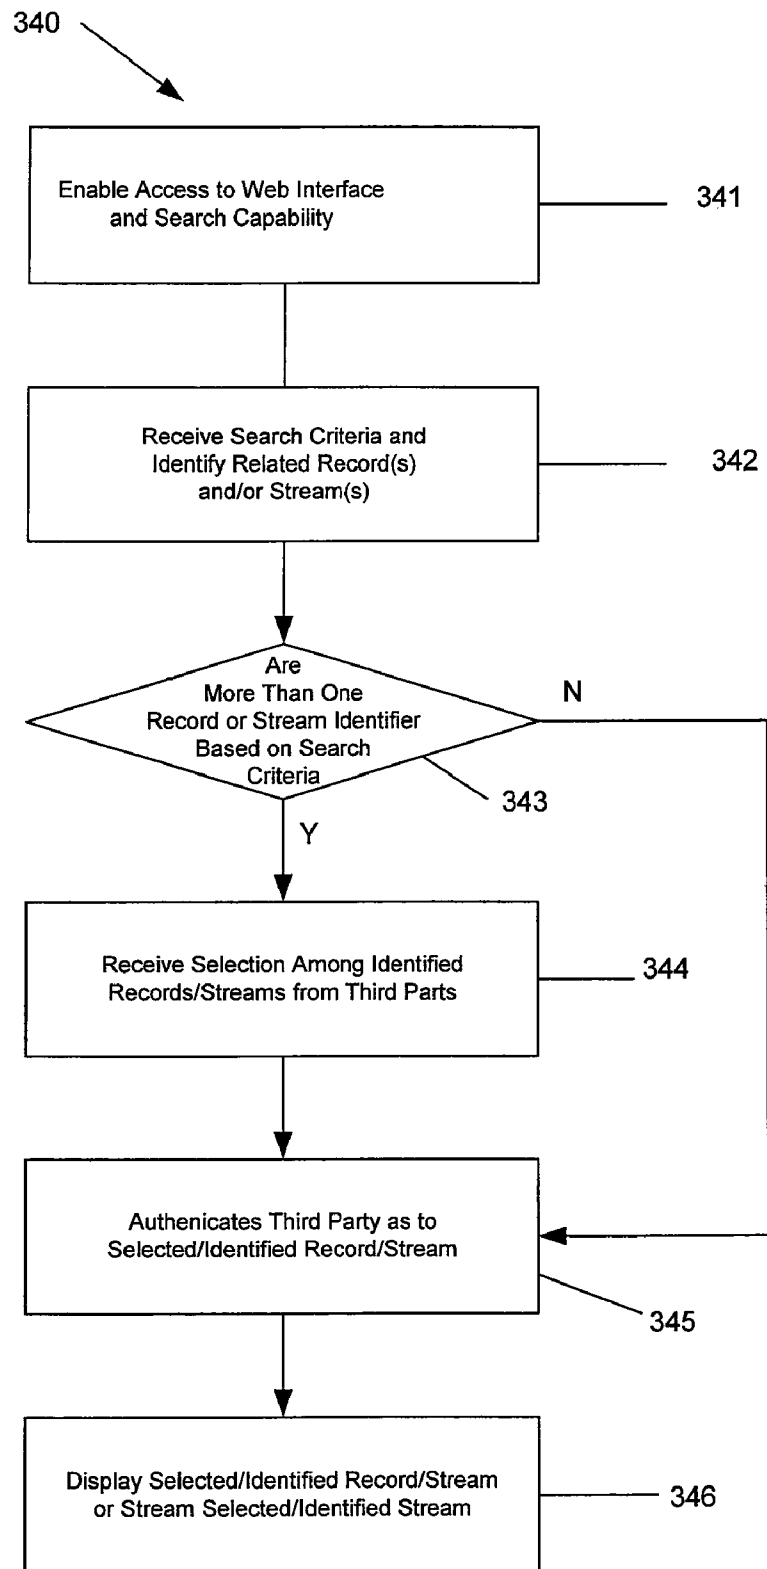 340
Enable Access to Web Interface
and Search Capability
341
Receive Search Criteria and
Identify Related Record(s)
and/or Stream(s)
342
Are
More Than One
Record or Stream Identifier
Based on Search
Criteria
N
343
Y
Receive Selection Among Identified
Records/Streams from Third Parts
344
Authenicates Third Party as to
Selected/Identified Record/Stream
345
Display Selected/Identified Record/Stream
or Stream Selected/Identified Stream
346